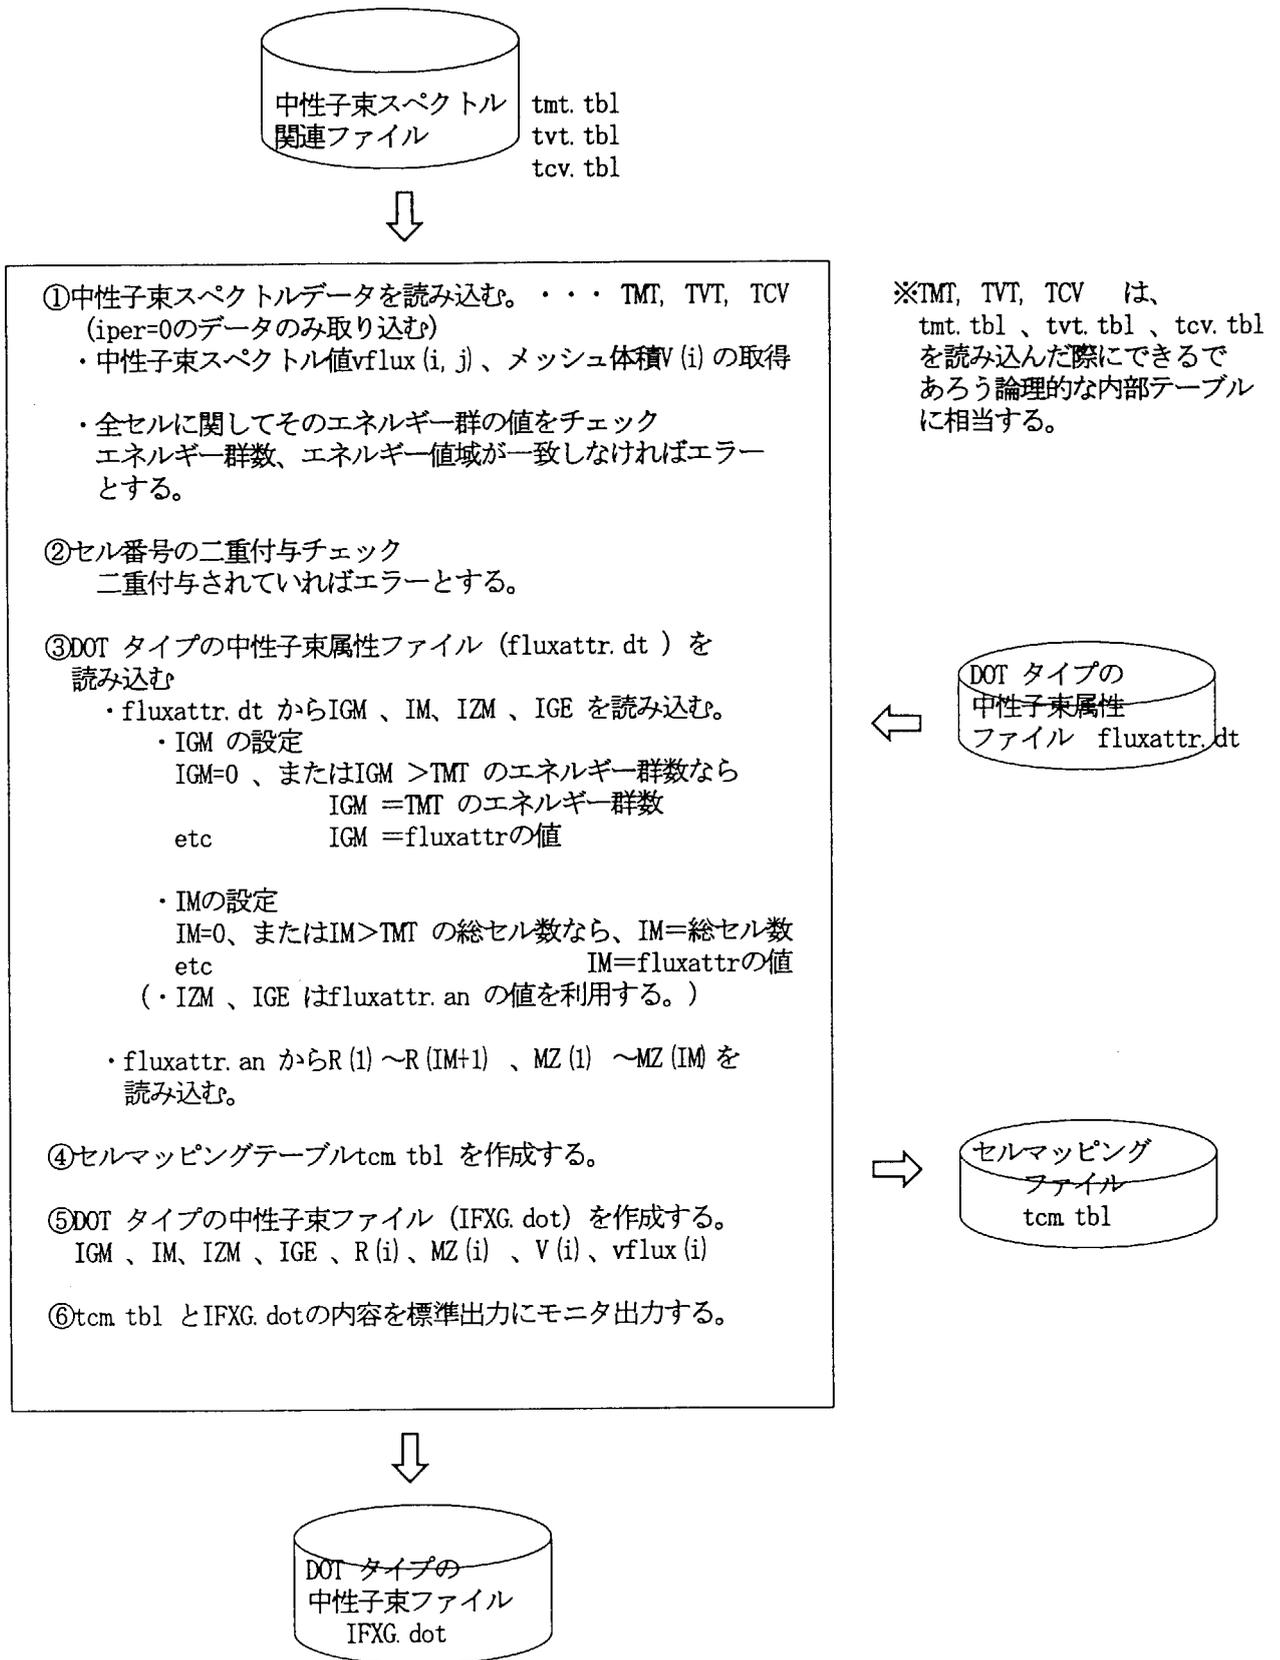 中性子束スペクトル
関連ファイル
tmt.tbl
tvt.tbl
tcv.tbl
①中性子束スペクトルデータを読み込む。・・・ TMT, TVT, TCV
(iper=0のデータのみ取り込む)
・中性子束スペクトル値vflux(i,j)、メッシュ体積V(i)の取得
・全セルに関してそのエネルギー群の値をチェック
エネルギー群数、エネルギー値域が一致しなければエラー
とする。
②セル番号の二重付与チェック
二重付与されていればエラーとする。
③DOT タイプの中性子束属性ファイル (fluxattr.dt ) を
読み込む
・fluxattr.dt からIGM 、IM、IZM 、IGE を読み込む。
・IGM の設定
IGM=0 、またはIGM >TMT のエネルギー群数なら
IGM =TMT のエネルギー群数
etc IGM =fluxattrの値
・IMの設定
IM=0、またはIM>TMT の総セル数なら、IM=総セル数
etc IM=fluxattrの値
(・IZM 、IGE はfluxattr.an の値を利用する。)
・fluxattr.an からR(1)～R(IM+1) 、MZ(1) ～MZ(IM)を
読み込む。
④セルマッピングテーブルtcm.tbl を作成する。
⑤DOT タイプの中性子束ファイル (IFXG.dot) を作成する。
IGM 、IM、IZM 、IGE 、R(i)、MZ(i) 、V(i)、vflux(i)
⑥tcm.tbl とIFXG.dotの内容を標準出力にモニタ出力する。
※TMT, TVT, TCV は、
tmt.tbl 、tvt.tbl 、tcv.tbl
を読み込んだ際にできるで
あろう論理的な内部テーブル
に相当する。
DOT タイプの
中性子束属性
ファイル fluxattr.dt
セルマッピング
ファイル
tcm.tbl
DOT タイプの
中性子束ファイル
IFXG.dot